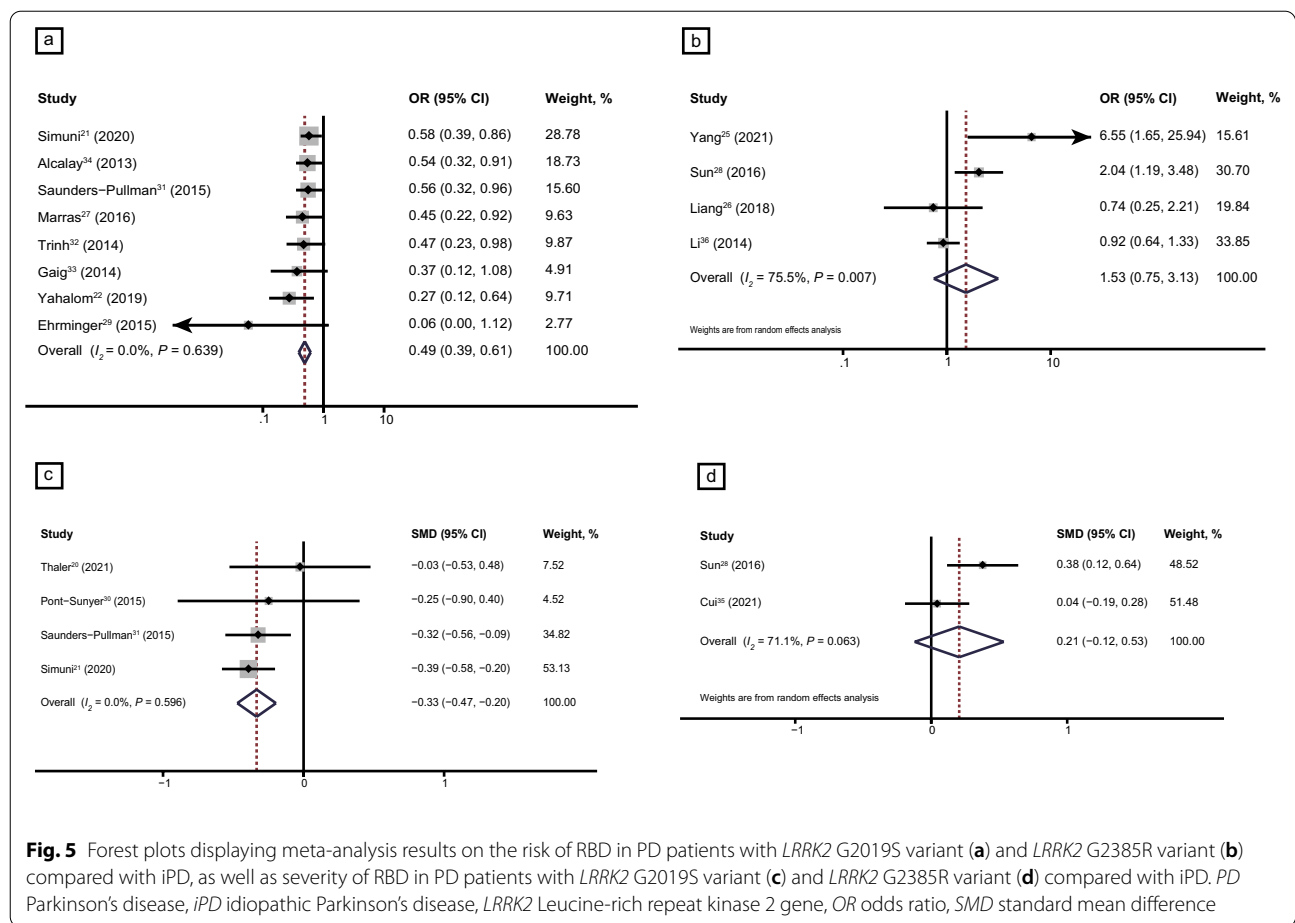 a
Study OR (95% CI) Weight, %
Simuni21 (2020) 0.58 (0.39, 0.86) 28.78
Alcalay34 (2013) 0.54 (0.32, 0.91) 18.73
Saunders−Pullman31 (2015) 0.56 (0.32, 0.96) 15.60
Marras27 (2016) 0.45 (0.22, 0.92) 9.63
Trinh32 (2014) 0.47 (0.23, 0.98) 9.87
Gaig33 (2014) 0.37 (0.12, 1.08) 4.91
Yahalom22 (2019) 0.27 (0.12, 0.64) 9.71
Ehrminger29 (2015) 0.06 (0.00, 1.12) 2.77
Overall (I2 = 0.0%, P = 0.639) 0.49 (0.39, 0.61) 100.00
.1 1 10
b
Study OR (95% CI) Weight, %
Yang25 (2021) 6.55 (1.65, 25.94) 15.61
Sun28 (2016) 2.04 (1.19, 3.48) 30.70
Liang26 (2018) 0.74 (0.25, 2.21) 19.84
Li36 (2014) 0.92 (0.64, 1.33) 33.85
Overall (I2 = 75.5%, P = 0.007) 1.53 (0.75, 3.13) 100.00
Weights are from random effects analysis
.1 1 10
c
Study SMD (95% CI) Weight, %
Thaler20 (2021) −0.03 (−0.53, 0.48) 7.52
Pont−Sunyer30 (2015) −0.25 (−0.90, 0.40) 4.52
Saunders−Pullman31 (2015) −0.32 (−0.56, −0.09) 34.82
Simuni21 (2020) −0.39 (−0.58, −0.20) 53.13
Overall (I2 = 0.0%, P = 0.596) −0.33 (−0.47, −0.20) 100.00
−1 0 1
d
Study SMD (95% CI) Weight, %
Sun28 (2016) 0.38 (0.12, 0.64) 48.52
Cui35 (2021) 0.04 (−0.19, 0.28) 51.48
Overall (I2 = 71.1%, P = 0.063) 0.21 (−0.12, 0.53) 100.00
Weights are from random effects analysis
−1 0 1
Fig. 5 Forest plots displaying meta-analysis results on the risk of RBD in PD patients with LRRK2 G2019S variant (a) and LRRK2 G2385R variant (b)
compared with iPD, as well as severity of RBD in PD patients with LRRK2 G2019S variant (c) and LRRK2 G2385R variant (d) compared with iPD. PD
Parkinson's disease, iPD idiopathic Parkinson's disease, LRRK2 Leucine-rich repeat kinase 2 gene, OR odds ratio, SMD standard mean difference